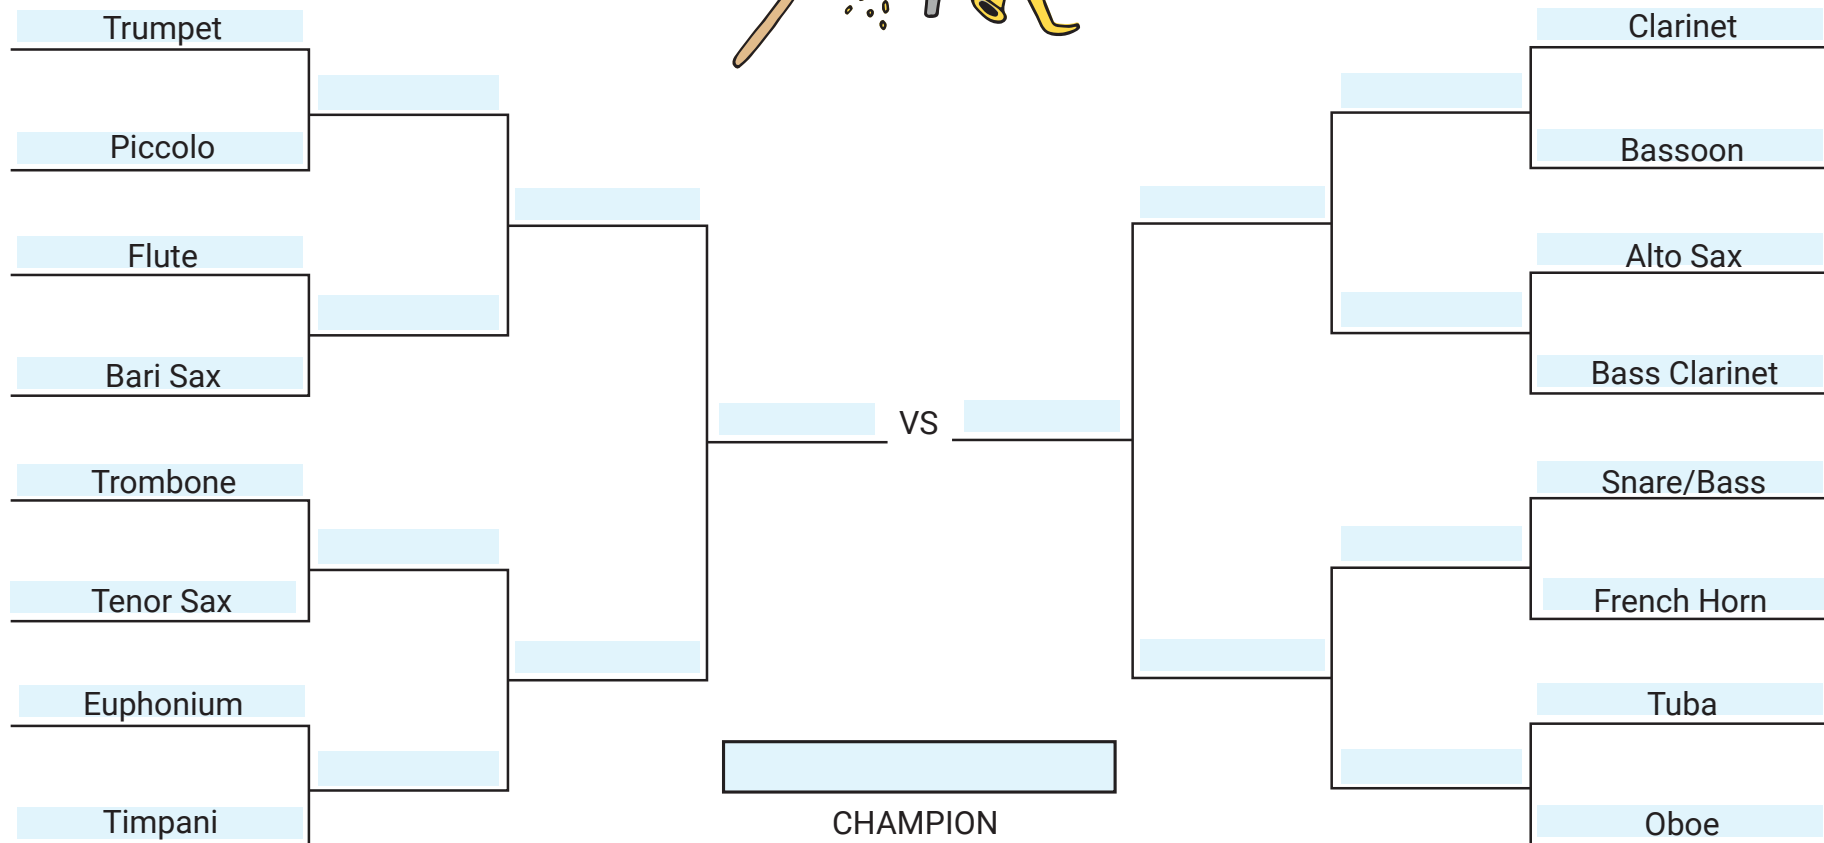 Trumpet
Piccolo
Flute
Bari Sax
Trombone
Tenor Sax
Euphonium
Timpani
VS
CHAMPION
Clarinet
Bassoon
Alto Sax
Bass Clarinet
Snare/Bass
French Horn
Tuba
Oboe